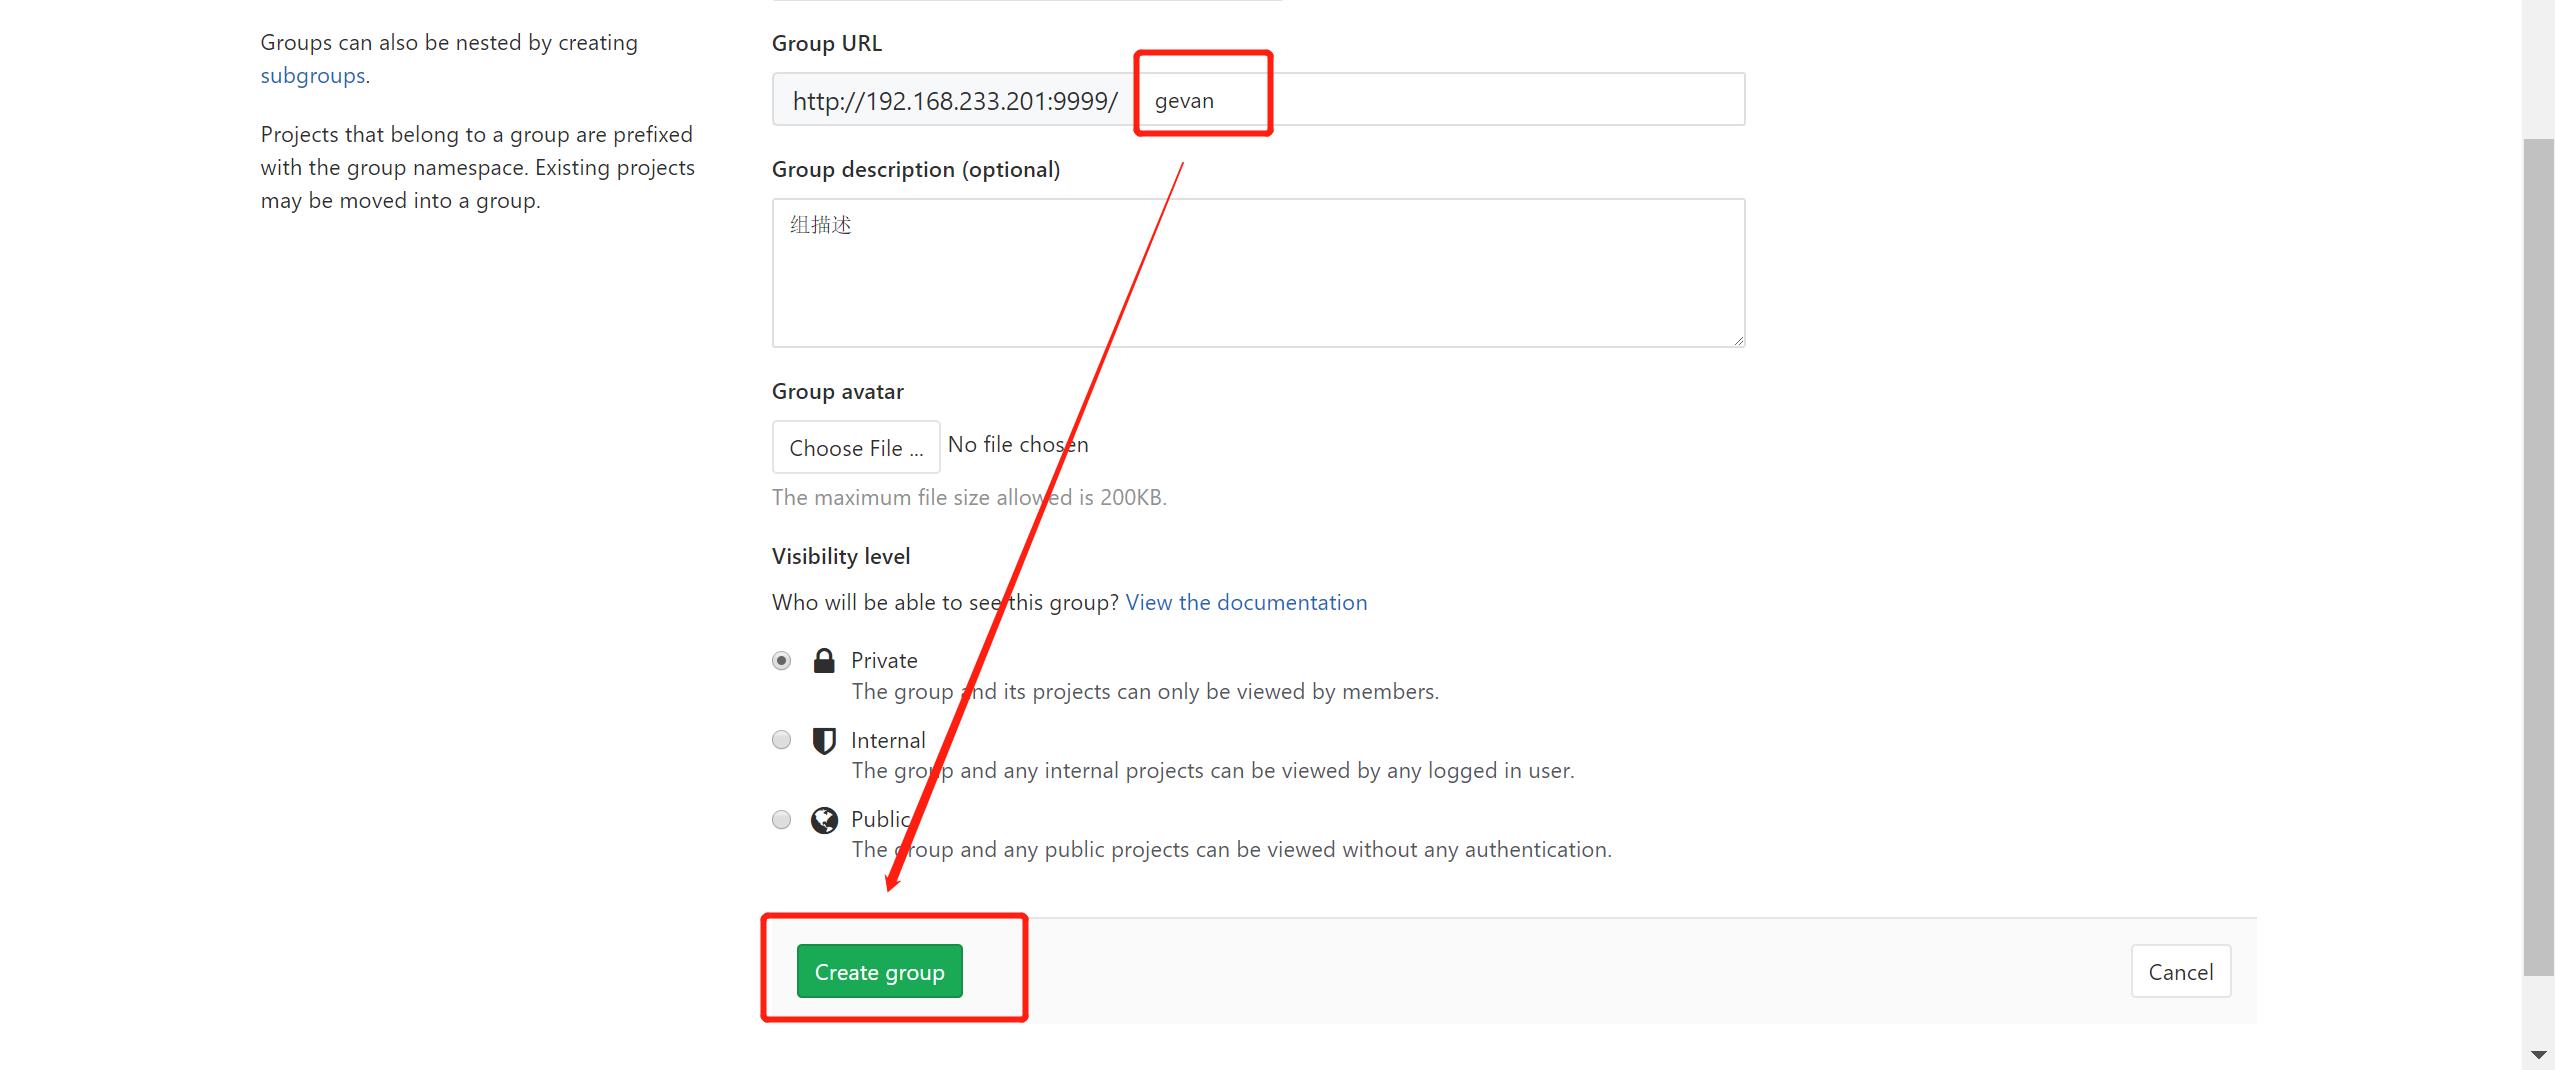 Groups can also be nested by creating
subgroups.
Projects that belong to a group are prefixed
with the group namespace. Existing projects
may be moved into a group.
Group URL
http://192.168.233.201:9999/ gevan
Group description (optional)
组描述
Group avatar
Choose File ... No file chosen
The maximum file size allowed is 200KB.
Visibility level
Who will be able to see this group? View the documentation
Private
The group and its projects can only be viewed by members.
Internal
The group and any internal projects can be viewed by any logged in user.
Public
The group and any public projects can be viewed without any authentication.
Create group
Cancel